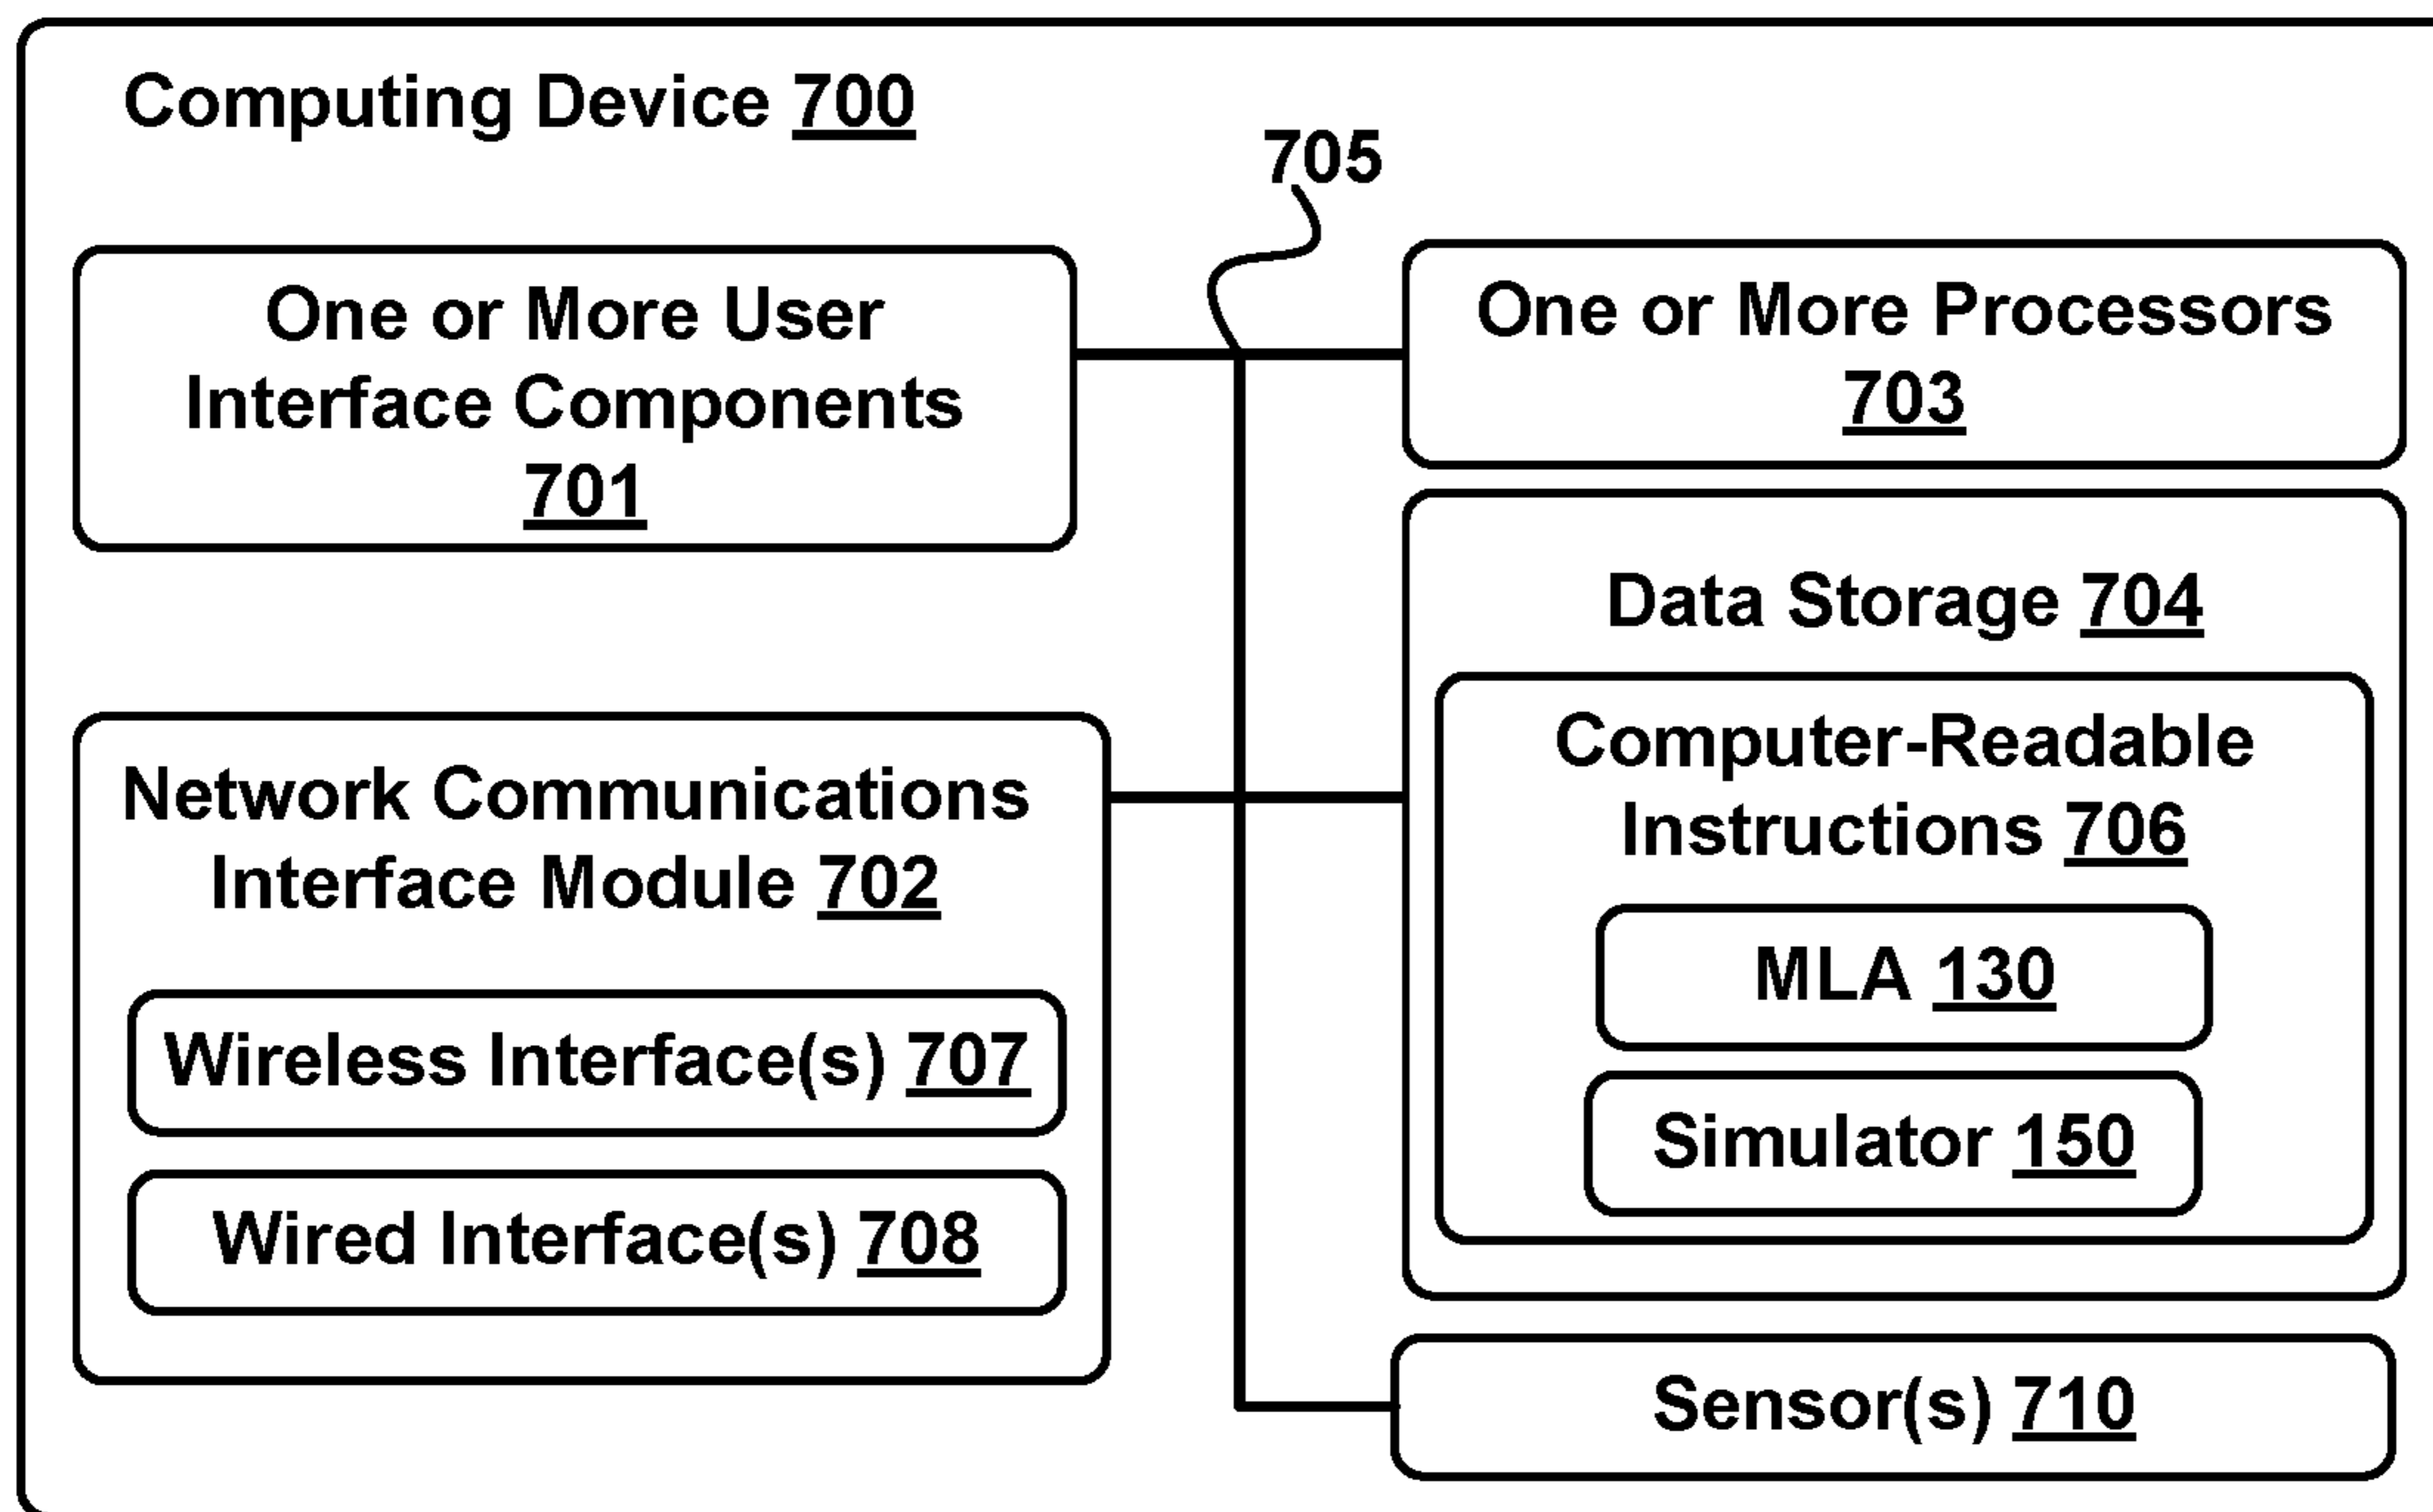 Computing Device 700
705
One or More User
Interface Components
701
One or More Processors
703
Network Communications
Interface Module 702
Wireless Interface(s) 707
Wired Interface(s) 708
Data Storage 704
Computer-Readable
Instructions 706
MLA 130
Simulator 150
Sensor(s) 710